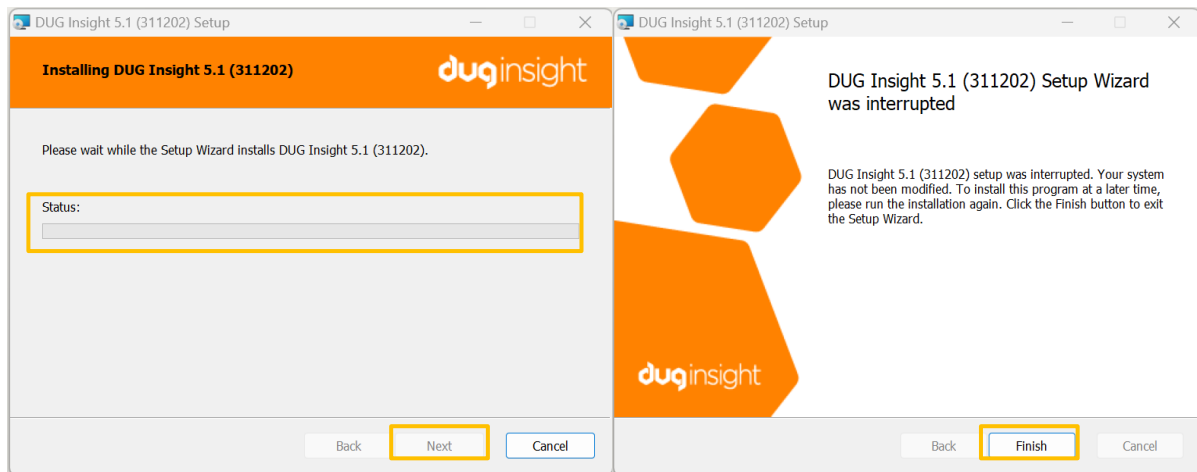 DUG Insight 5.1 (311202) Setup
Installing DUG Insight 5.1 (311202)
duginsight
Please wait while the Setup Wizard installs DUG Insight 5.1 (311202).
Status:
Back
Next
Cancel
DUG Insight 5.1 (311202) Setup
DUG Insight 5.1 (311202) Setup Wizard
was interrupted
DUG Insight 5.1 (311202) setup was interrupted. Your system
has not been modified. To install this program at a later time,
please run the installation again. Click the Finish button to exit
the Setup Wizard.
duginsight
Back
Finish
Cancel